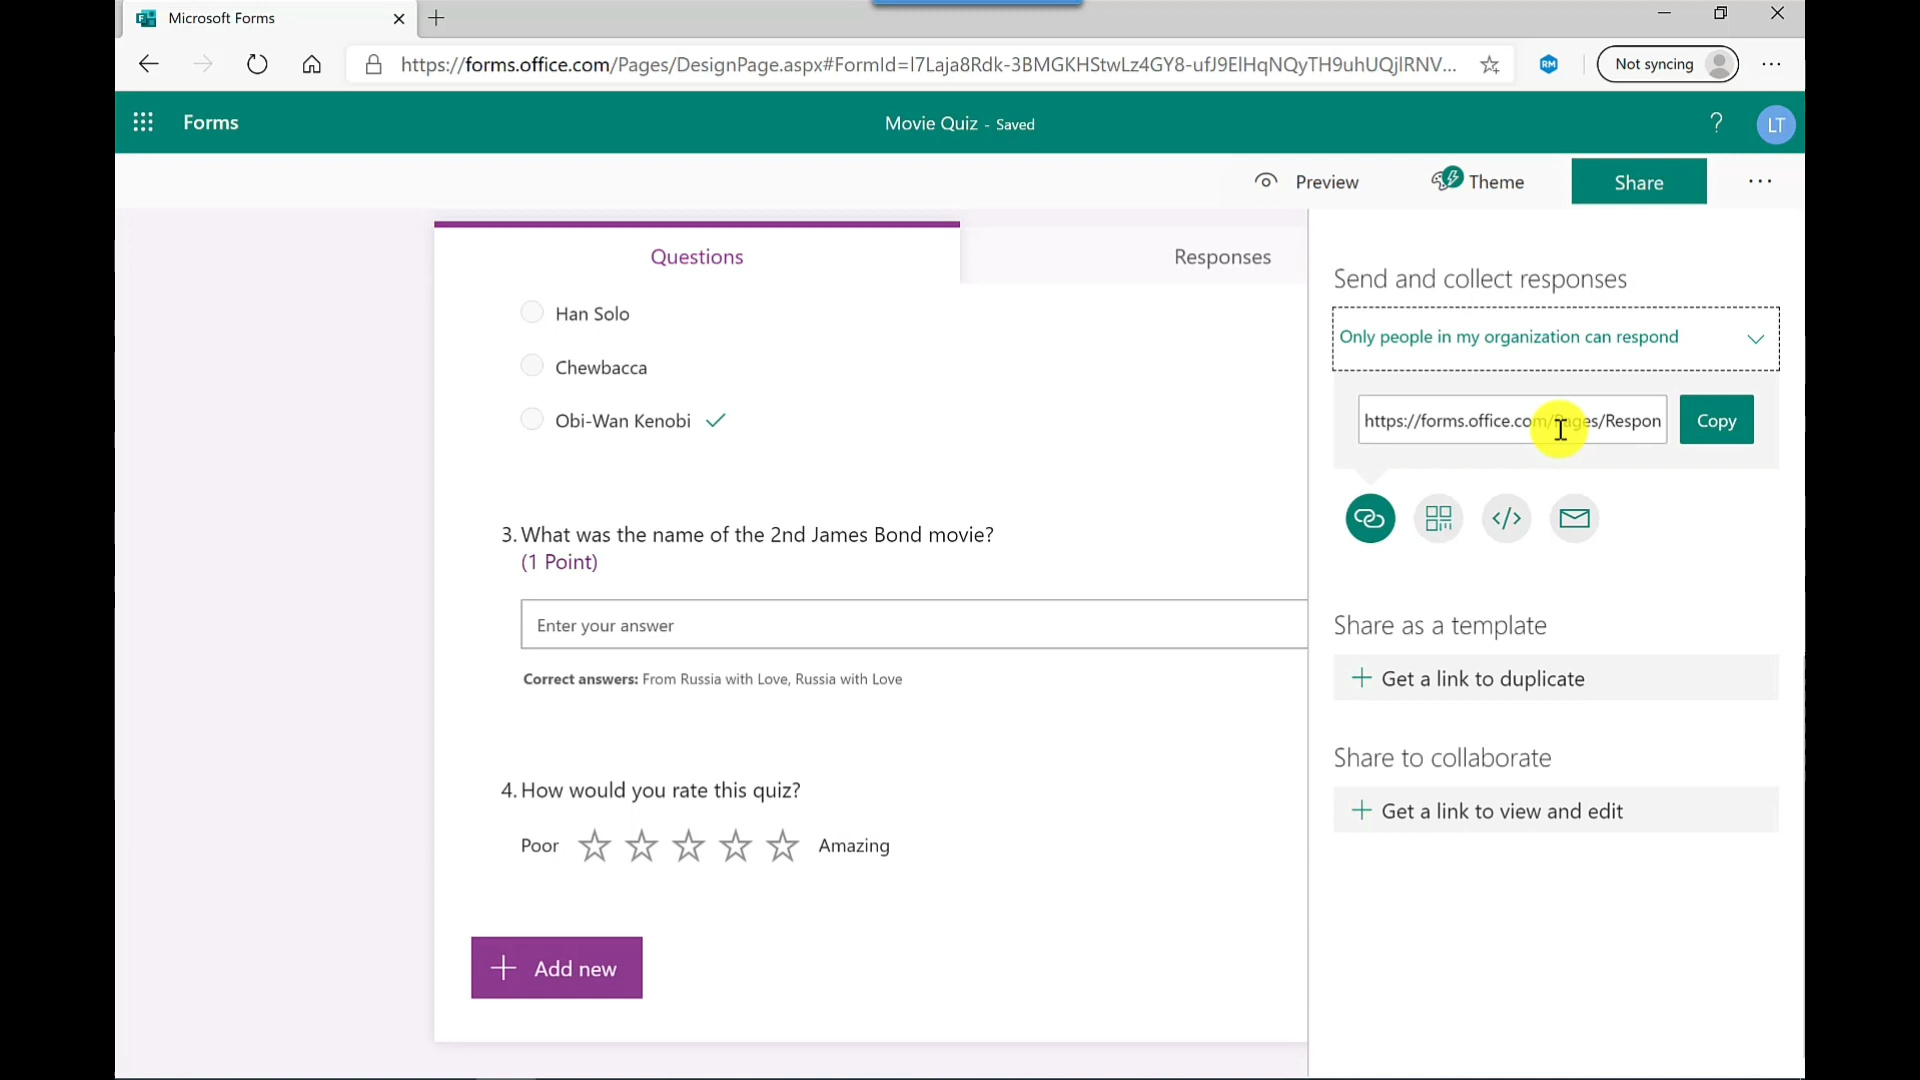 Microsoft Forms
https://forms.office.com/Pages/DesignPage.aspx#FormId=I7Laja8Rdk-3BMGKHStwLz4GY8-ufJ9ElHqNQyTH9uhUQjlRNV...
RM
Not syncing
Forms
Movie Quiz - Saved
?
LT
Preview
Theme
Share
Questions
Responses
Han Solo
Chewbacca
Obi-Wan Kenobi
3. What was the name of the 2nd James Bond movie?
(1 Point)
Enter your answer
Correct answers: From Russia with Love, Russia with Love
4. How would you rate this quiz?
Poor
Amazing
Add new
Send and collect responses
Only people in my organization can respond
https://forms.office.com/Pages/Respon
Copy
Share as a template
Get a link to duplicate
Share to collaborate
Get a link to view and edit